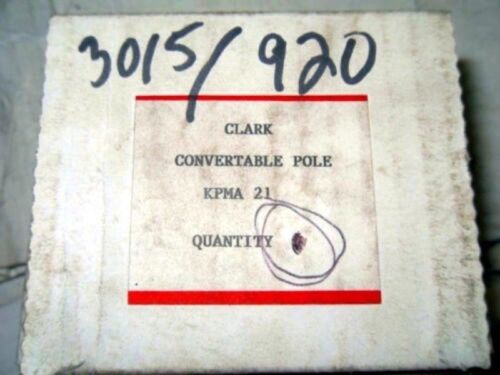 3015/920
CLARK
CONVERTABLE POLE
KPMA 21
QUANTITY